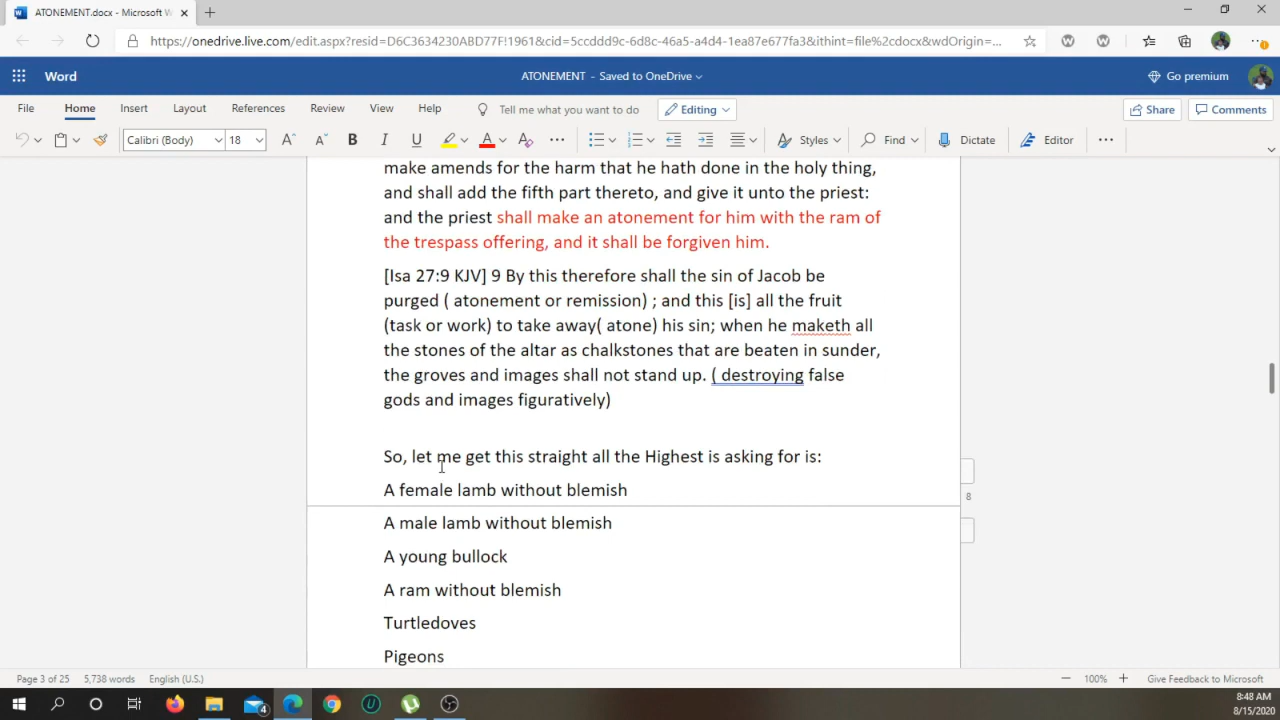 ATONEMENT.docx - Microsoft W
https://onedrive.live.com/edit.aspx?resid=D6C3634230ABD77F!1961&cid=5ccddd9c-6d8c-46a5-a4d4-1ea87e677fa3&ithint=file%2cdocx&wdOrigin=...
Word
ATONEMENT - Saved to OneDrive
Go premium
File Home Insert Layout References Review View Help Tell me what you want to do Editing Share Comments
Calibri (Body) 18 B I U A Styles Find Dictate Editor
make amends for the harm that he hath done in the holy thing,
and shall add the fifth part thereto, and give it unto the priest:
and the priest shall make an atonement for him with the ram of
the trespass offering, and it shall be forgiven him.
[Isa 27:9 KJV] 9 By this therefore shall the sin of Jacob be
purged ( atonement or remission) ; and this [is] all the fruit
(task or work) to take away( atone) his sin; when he maketh all
the stones of the altar as chalkstones that are beaten in sunder,
the groves and images shall not stand up. ( destroying false
gods and images figuratively)
So, let me get this straight all the Highest is asking for is:
A female lamb without blemish
8
A male lamb without blemish
A young bullock
A ram without blemish
Turtledoves
Pigeons
Page 3 of 25 5,738 words English (U.S.) 100% Give Feedback to Microsoft
4
8:48 AM
8/15/2020